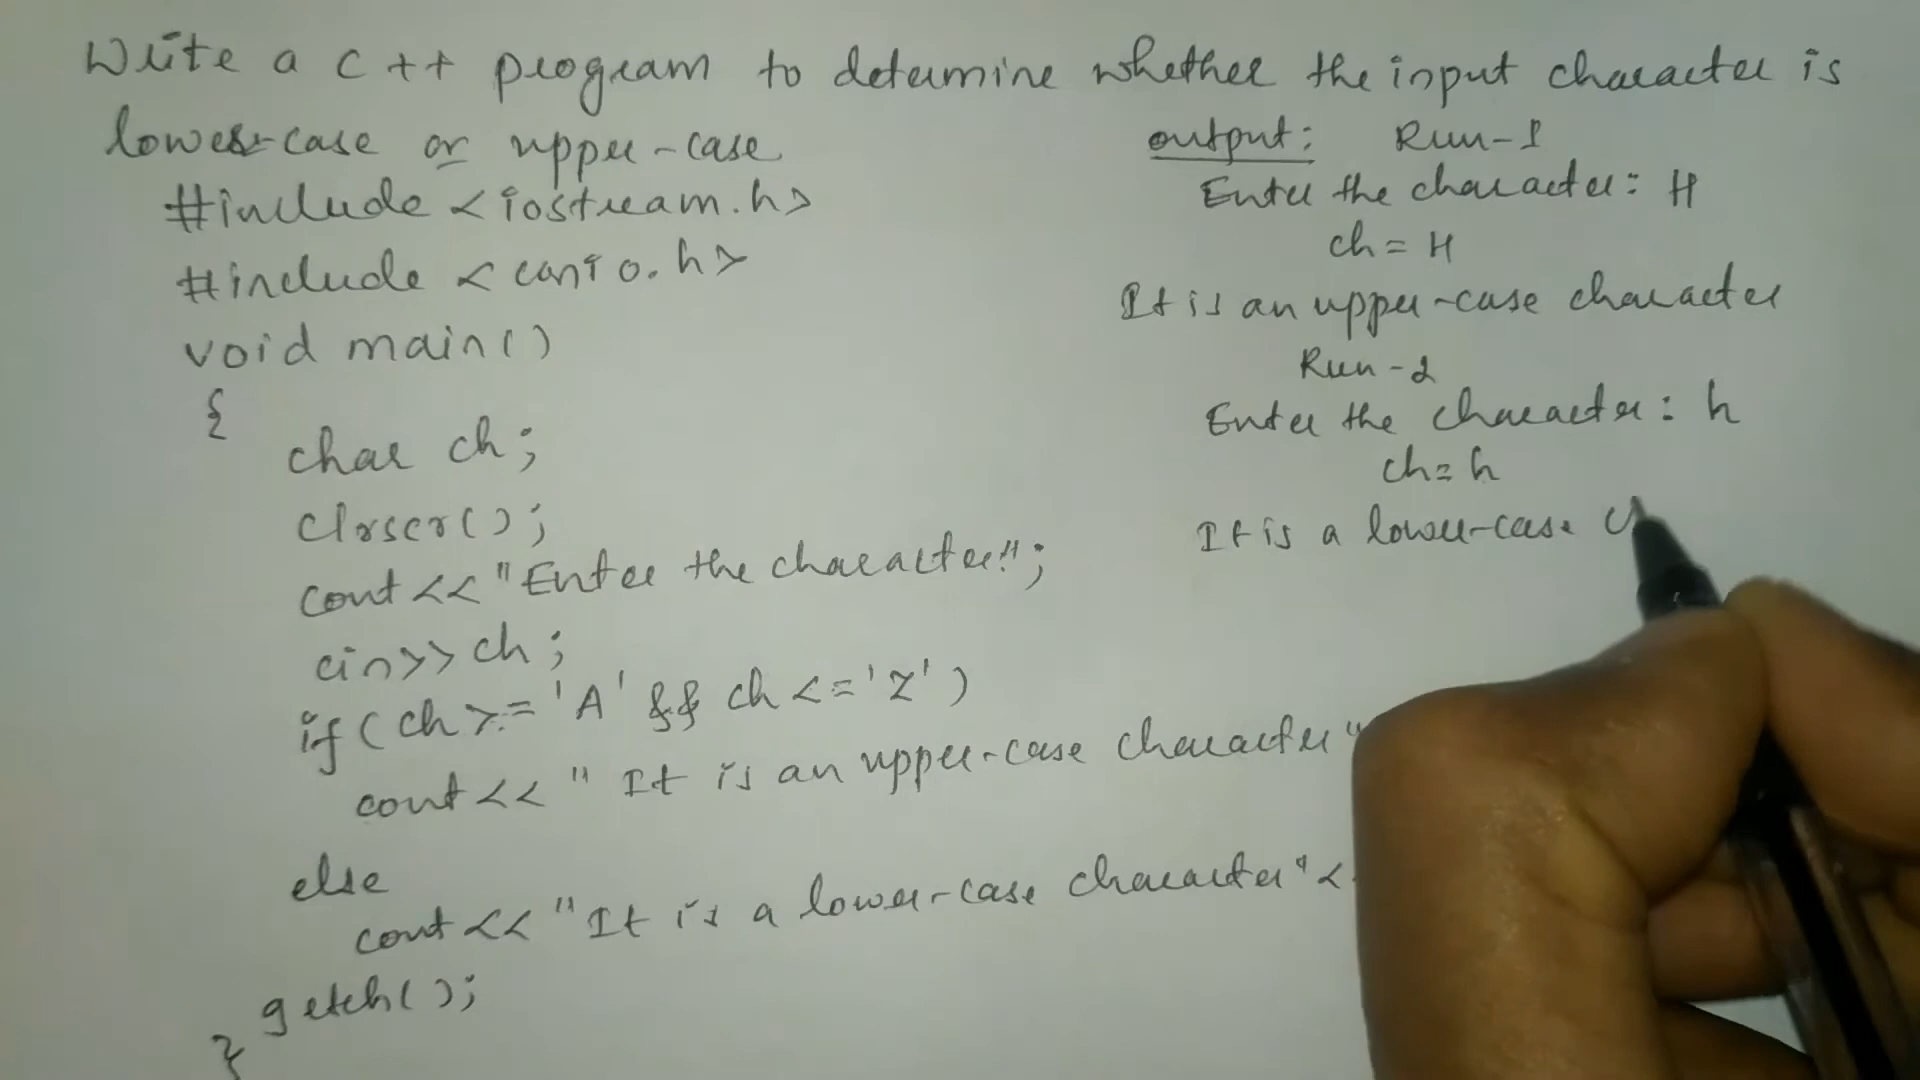 Write a C++ program to determine whether the input character is
lower-case or upper-case
#include <iostream.h>
#include <conio.h>
void main()
{
char ch;
clrscr();
cout<<"Enter the character:";
cin>>ch;
if(ch>='A' && ch<='Z')
cout<<" It is an upper-case character"
else
cout<<"It is a lower-case character"<
getch();
}
output: Run-1
Enter the character: H
ch=H
It is an upper-case character
Run-2
Enter the character: h
ch=h
It is a lower-case